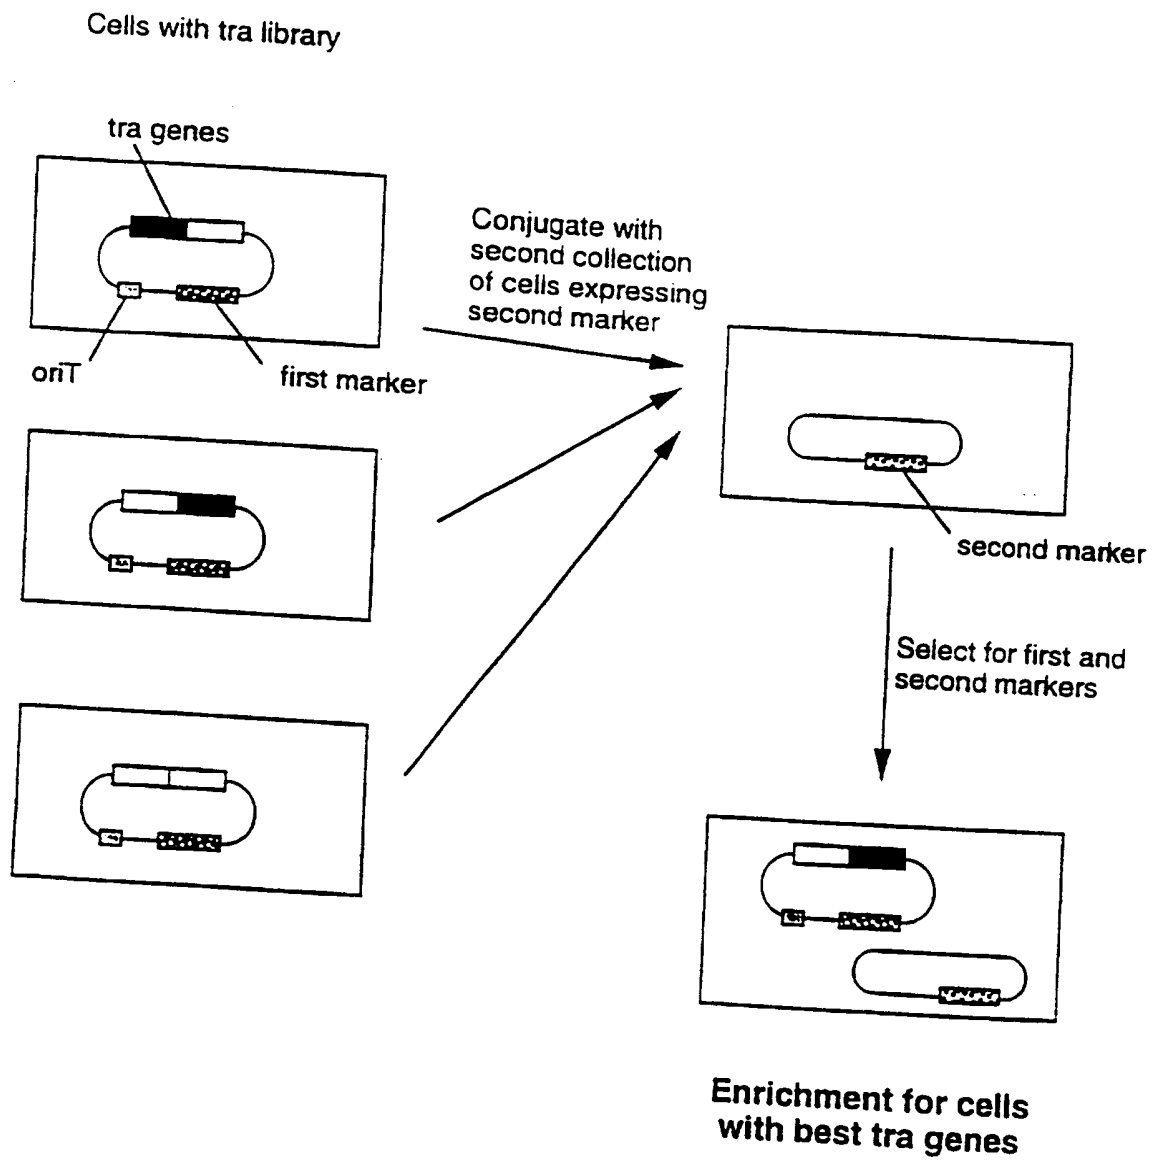 Cells with tra library
tra genes
Conjugate with
second collection
of cells expressing
second marker
oriT
first marker
second marker
Select for first and
second markers
Enrichment for cells
with best tra genes